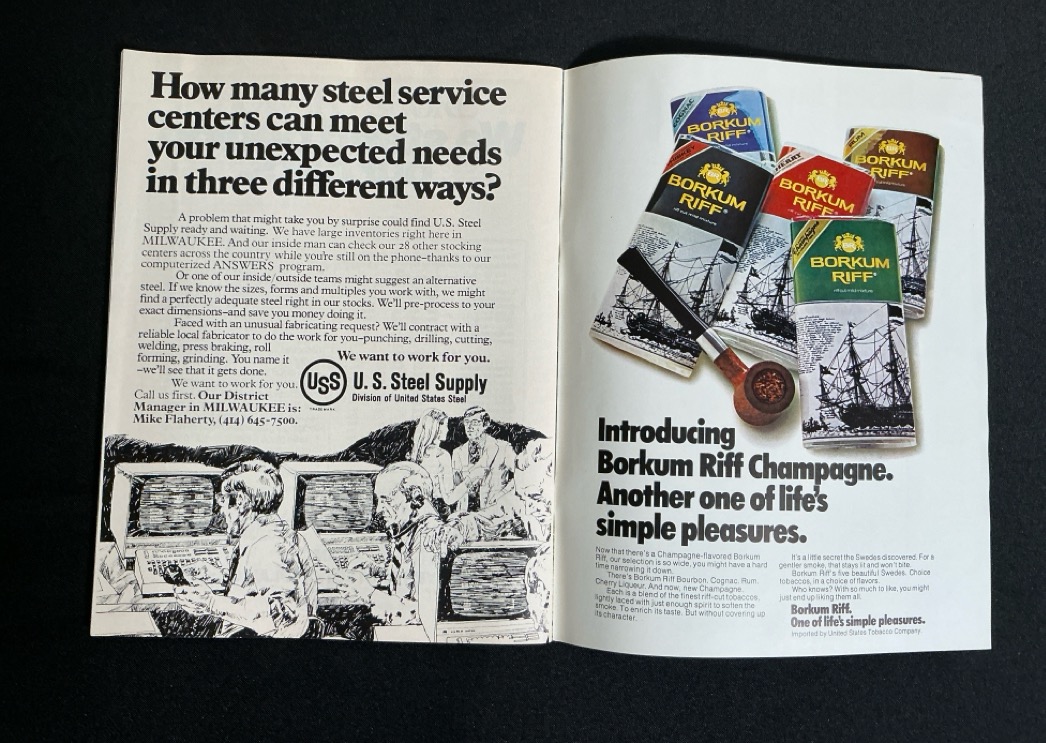 How many steel service
centers can meet
your unexpected needs
in three different ways?
A problem that might take you by surprise could find U.S. Steel
Supply ready and waiting. We have large inventories right here in
MILWAUKEE. And our inside man can check our 28 other stocking
centers across the country while you're still on the phone–thanks to our
computerized ANSWERS program.
Or one of our inside/outside teams might suggest an alternative
steel. If we know the sizes, forms and multiples you work with, we might
find a perfectly adequate steel right in our stocks. We'll pre-process to your
exact dimensions–and save you money doing it.
Faced with an unusual fabricating request? We'll contract with a
reliable local fabricator to do the work for you–punching, drilling, cutting,
welding, press braking, roll
forming, grinding. You name it
–we'll see that it gets done.
We want to work for you.
Call us first. Our District
Manager in MILWAUKEE is:
Mike Flaherty, (414) 645-7500.
We want to work for you.
USS
TRADE MARK
U.S. Steel Supply
Division of United States Steel
COGNAC
BORKUM
RIFF
BORKUM
RIFF
CHERRY
BORKUM
RIFF
RUM
BORKUM
RIFF
Champagne
BORKUM
RIFF
Introducing
Borkum Riff Champagne.
Another one of life's
simple pleasures.
Now that there's a Champagne-flavored Borkum
Riff, our selection is so wide, you might have a hard
time narrowing it down.
There's Borkum Riff Bourbon, Cognac, Rum,
Cherry Liqueur. And now, new Champagne.
Each is a blend of the finest riff-cut tobaccos,
lightly laced with just enough spirit to soften the
smoke. To enrich its taste. But without covering up
its character.
It's a little secret the Swedes discovered. For a
gentler smoke, that stays lit and won't bite.
Borkum Riff's five beautiful Swedes. Choice
tobaccos, in a choice of flavors.
Who knows? With so much to like, you might
just end up liking them all.
Borkum Riff.
One of life's simple pleasures.
Imported by United States Tobacco Company.